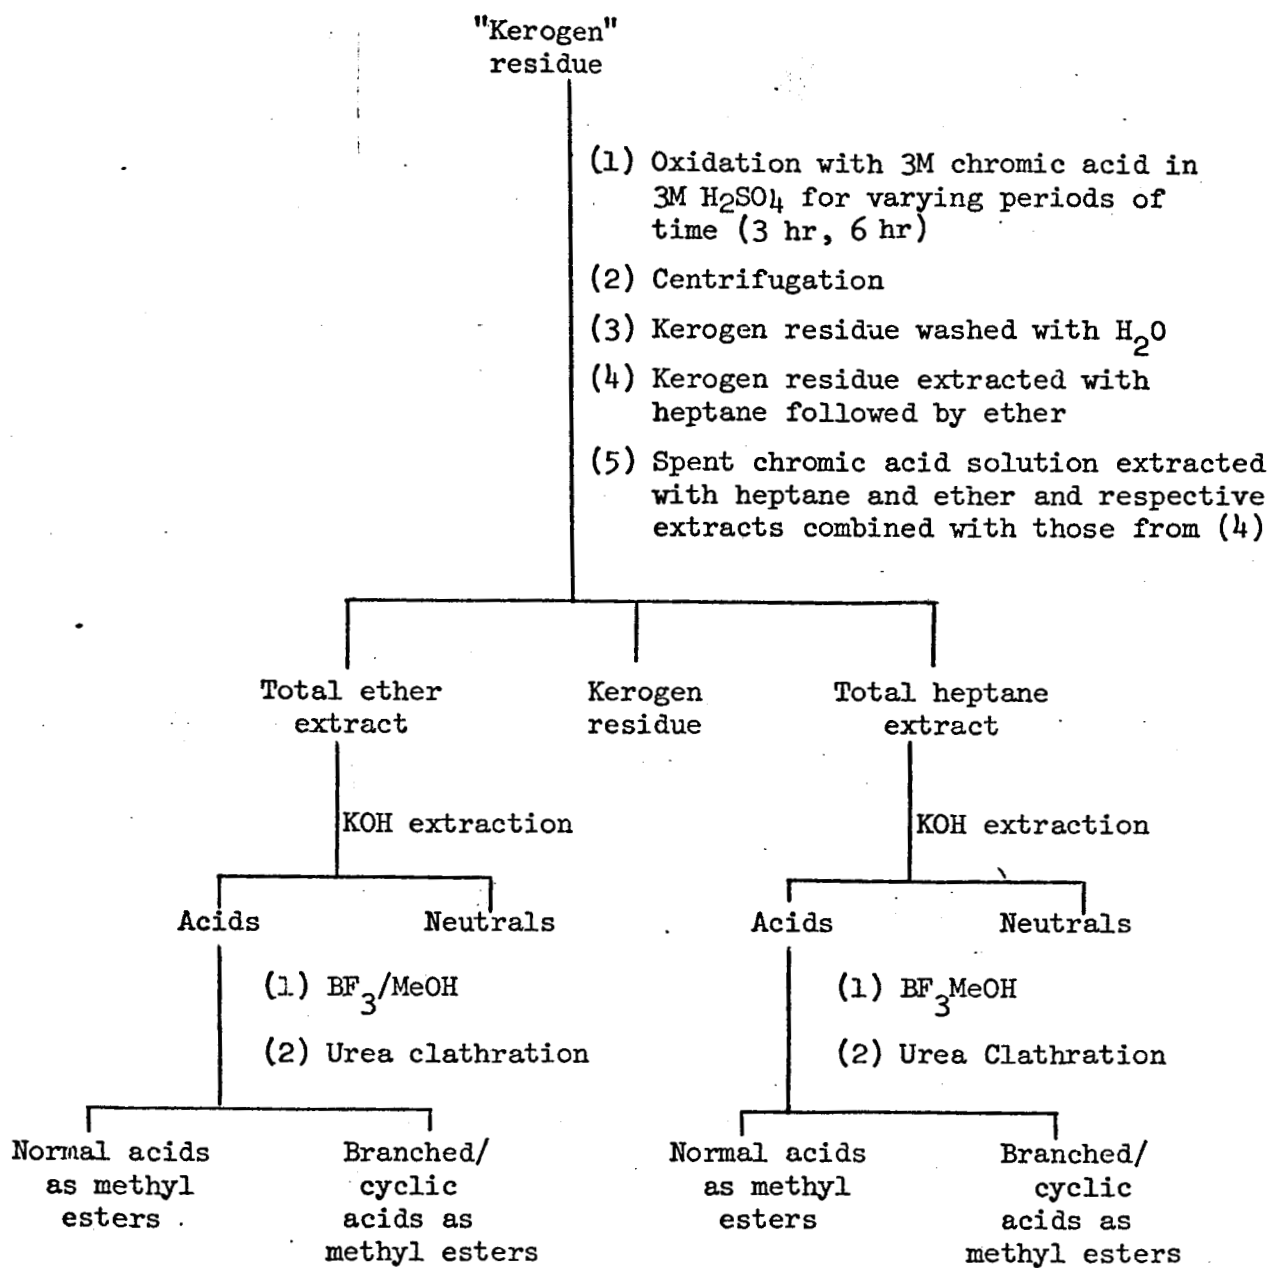 "Kerogen"
residue
(1) Oxidation with 3M chromic acid in
3M H2SO4 for varying periods of
time (3 hr, 6 hr)
(2) Centrifugation
(3) Kerogen residue washed with H2O
(4) Kerogen residue extracted with
heptane followed by ether
(5) Spent chromic acid solution extracted
with heptane and ether and respective
extracts combined with those from (4)
Total ether
extract
Kerogen
residue
Total heptane
extract
KOH extraction
KOH extraction
Acids
Neutrals
Acids
Neutrals
(1) BF3/MeOH
(2) Urea clathration
(1) BF3MeOH
(2) Urea Clathration
Normal acids
as methyl
esters
Branched/
cyclic
acids as
methyl esters
Normal acids
as methyl
esters
Branched/
cyclic
acids as
methyl esters